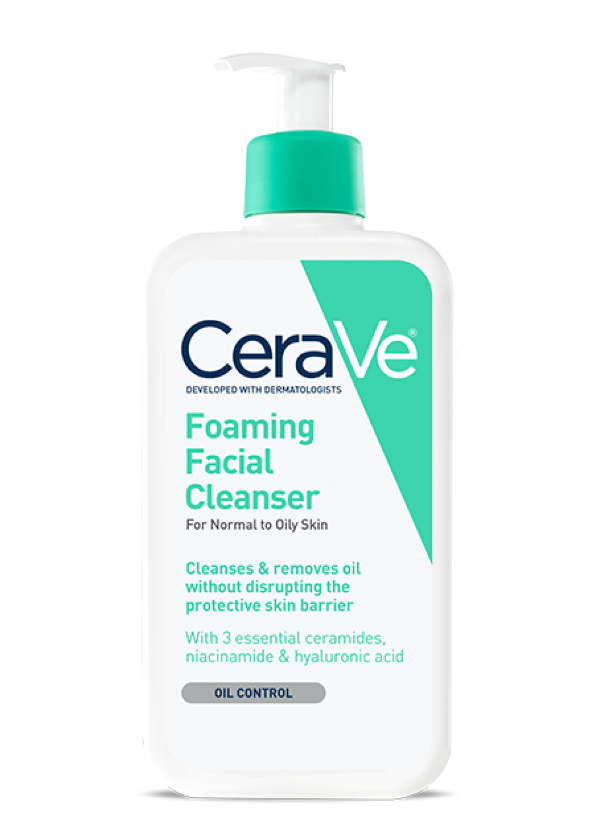 CeraVe®
DEVELOPED WITH DERMATOLOGISTS
Foaming
Facial
Cleanser
For Normal to Oily Skin
Cleanses & removes oil
without disrupting the
protective skin barrier
With 3 essential ceramides,
niacinamide & hyaluronic acid
OIL CONTROL